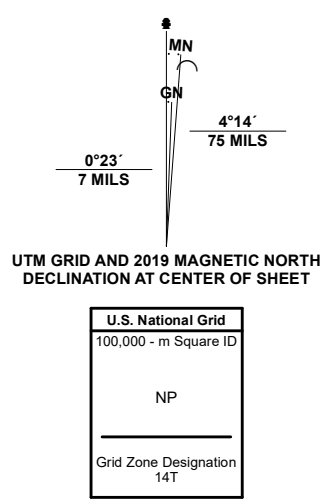 MN
GN
4°14´
75 MILS
0°23´
7 MILS
UTM GRID AND 2019 MAGNETIC NORTH
DECLINATION AT CENTER OF SHEET
U.S. National Grid
100,000 - m Square ID
NP
Grid Zone Designation
14T